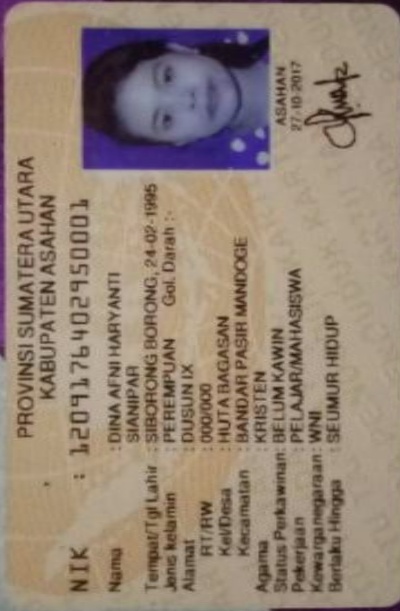 PROVINSI SUMATERA UTARA
KABUPATEN ASAHAN
NIK : 1209176402950001
Nama : DINA AFNI HARYANTI
SIANIPAR
Tempat/Tgl Lahir : SIBORONG BORONG, 24-02-1995
Jenis kelamin : PEREMPUAN Gol. Darah :-
Alamat : DUSUN IX
RT/RW : 000/000
Kel/Desa : HUTA BAGASAN
Kecamatan : BANDAR PASIR MANDOGE
Agama : KRISTEN
Status Perkawinan: BELUM KAWIN
Pekerjaan : PELAJAR/MAHASISWA
Kewarganegaraan: WNI
Berlaku Hingga : SEUMUR HIDUP
ASAHAN
27-10-2017